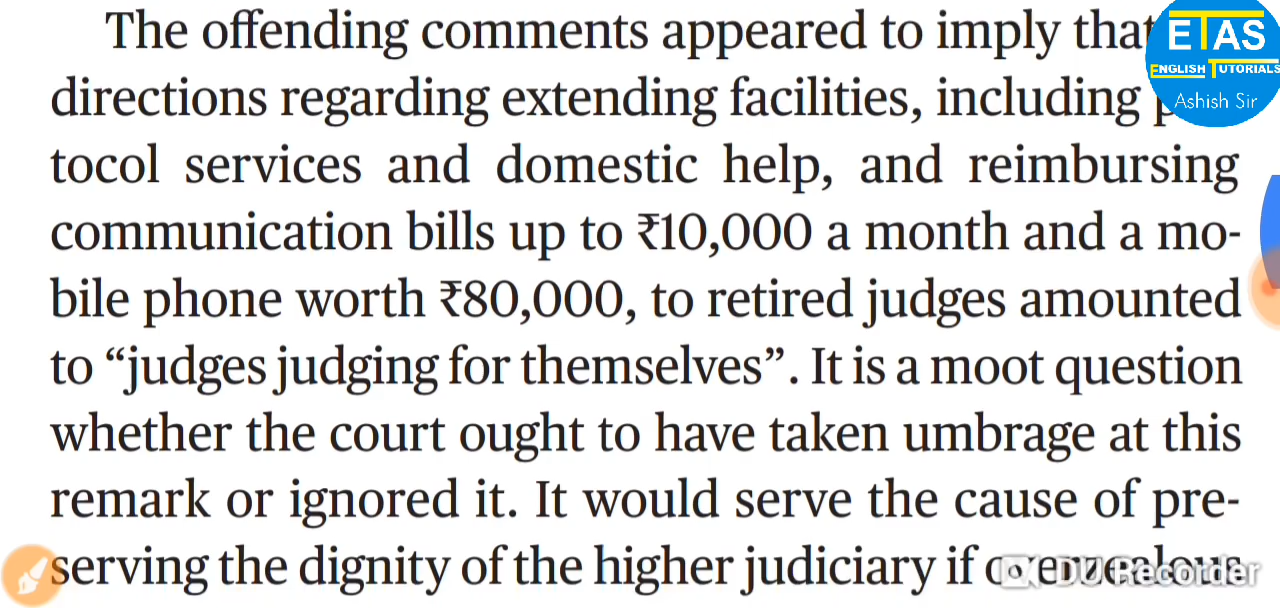 The offending comments appeared to imply that
directions regarding extending facilities, including
tocol services and domestic help, and reimbursing
communication bills up to ₹10,000 a month and a mo-
bile phone worth ₹80,000, to retired judges amounted
to “judges judging for themselves”. It is a moot question
whether the court ought to have taken umbrage at this
remark or ignored it. It would serve the cause of pre-
serving the dignity of the higher judiciary if overzealous
ETAS
ENGLISH TUTORIALS
Ashish Sir
DU Recorder